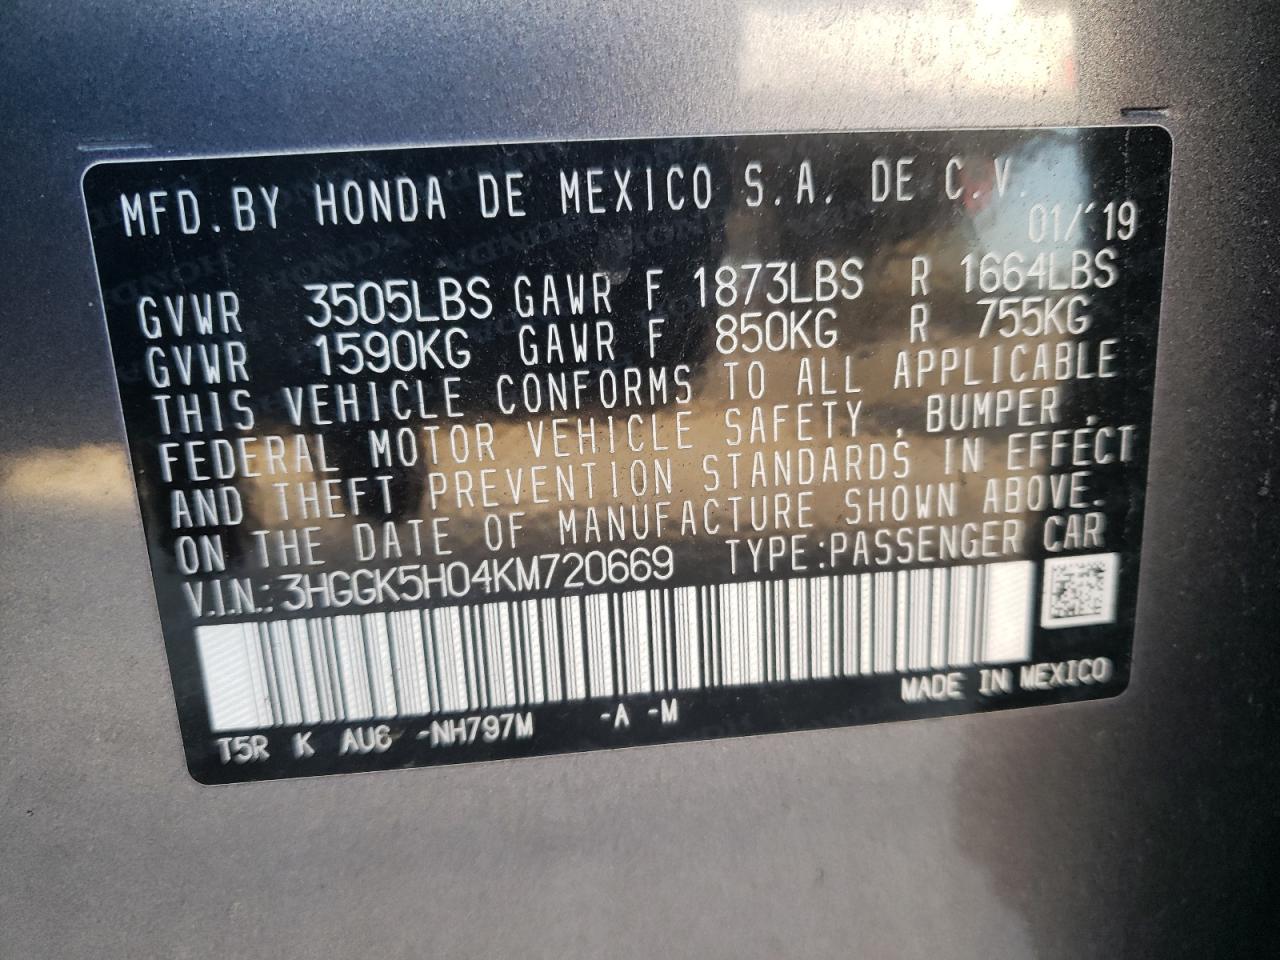 MFD. BY HONDA DE MEXICO S.A. DE C.V.
01/'19
GVWR 3505LBS GAWR F 1873LBS R 1664LBS
GVWR 1590KG GAWR F 850KG R 755KG
THIS VEHICLE CONFORMS TO ALL APPLICABLE
FEDERAL MOTOR VEHICLE SAFETY, BUMPER,
AND THEFT PREVENTION STANDARDS IN EFFECT
ON THE DATE OF MANUFACTURE SHOWN ABOVE.
V.I.N.: 3HGGK5H04KM720669 TYPE:PASSENGER CAR
MADE IN MEXICO
T5R K AU6 -NH797M -A -M